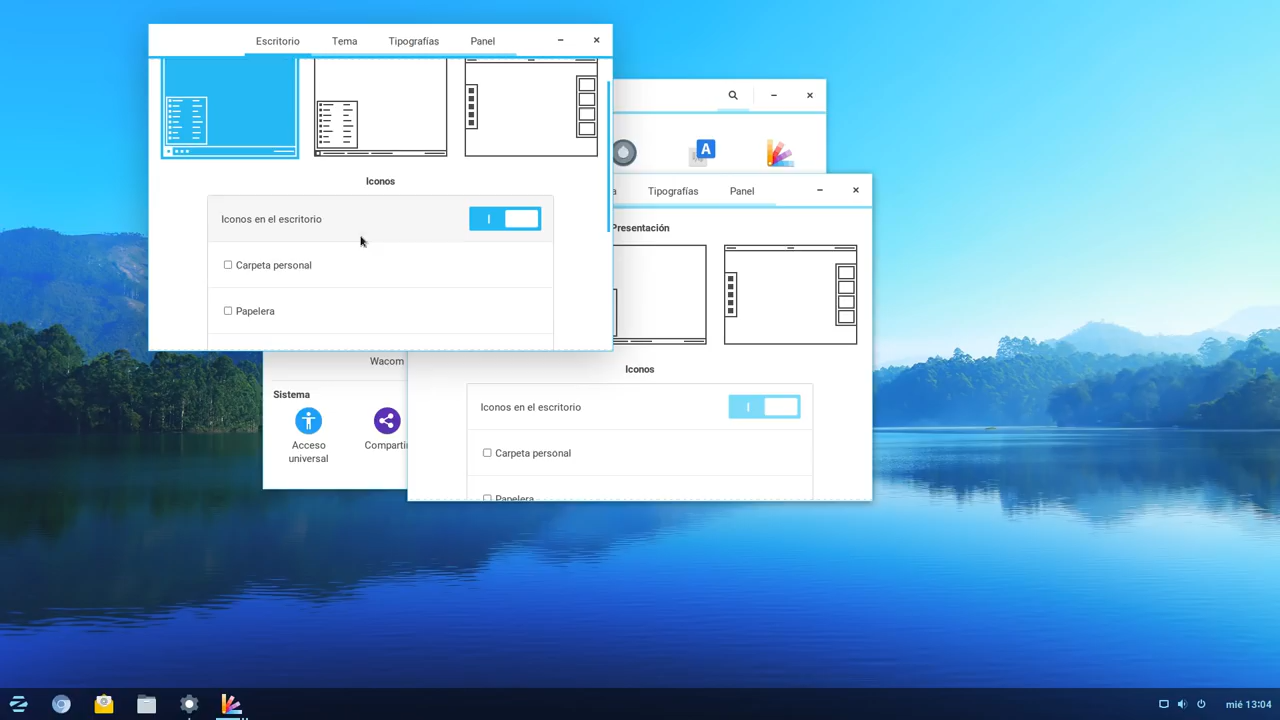 Escritorio Tema Tipografías Panel
Iconos
Iconos en el escritorio
Carpeta personal
Papelera
Tipografías Panel
Presentación
Iconos
Iconos en el escritorio
Carpeta personal
Papelera
Wacom
Sistema
Acceso
universal
mié 13:04